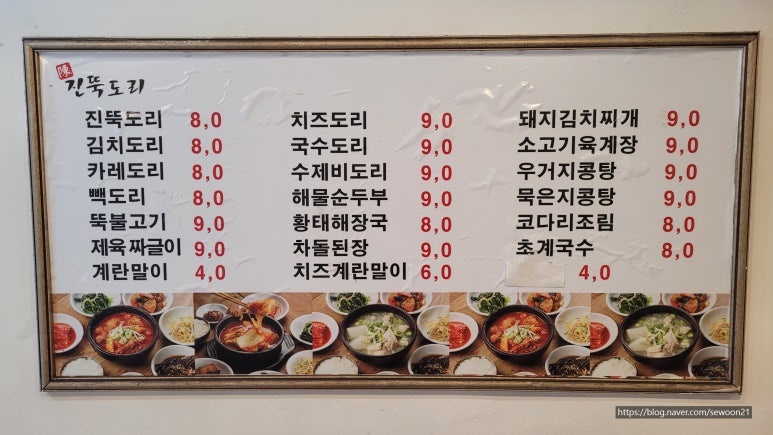 陳
진뚝도리
진뚝도리 8,0
김치도리 8,0
카레도리 8,0
빽도리 8,0
뚝불고기 9,0
제육짜글이 9,0
계란말이 4,0
치즈도리 9,0
국수도리 9,0
수제비도리 9,0
해물순두부 9,0
황태해장국 8,0
차돌된장 9,0
치즈계란말이 6,0
돼지김치찌개 9,0
소고기육계장 9,0
우거지콩탕 9,0
묵은지콩탕 9,0
코다리조림 8,0
초계국수 8,0
4,0
https://blog.naver.com/sewoon21